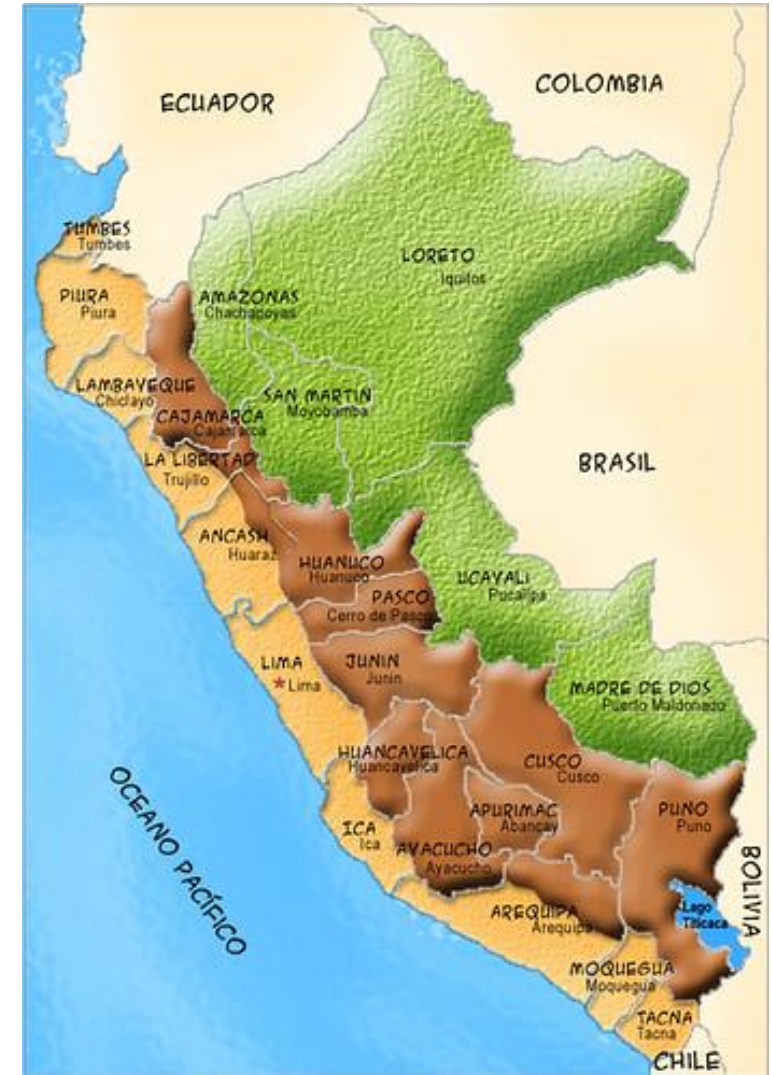 COLOMBIA
ECUADOR
TUMBES
Tumbes
LORETO
Iquitos
PIURA
Piura
AMAZONAS
Chachapoyas
LAMBAYEQUE
Chiclayo
SAN MARTIN
Moyobamba
CAJAMARCA
Cajamarca
LA LIBERTAD
Trujillo
BRASIL
ANCASH
Huaraz
HUANUCO
Huanuco
UCAYALI
Pucallpa
PASCO
Cerro de Pasco
LIMA
* Lima
JUNIN
Junin
MADRE DE DIOS
Puerto Maldonado
HUANCAVELICA
Huancavelica
CUSCO
Cusco
OCEANO PACÍFICO
APURIMAC
Abancay
PUNO
Puno
ICA
Ica
AYACUCHO
Ayacucho
BOLIVIA
Lago
Titicaca
AREQUIPA
Arequipa
MOQUEGUA
Moquegua
TACNA
Tacna
CHILE